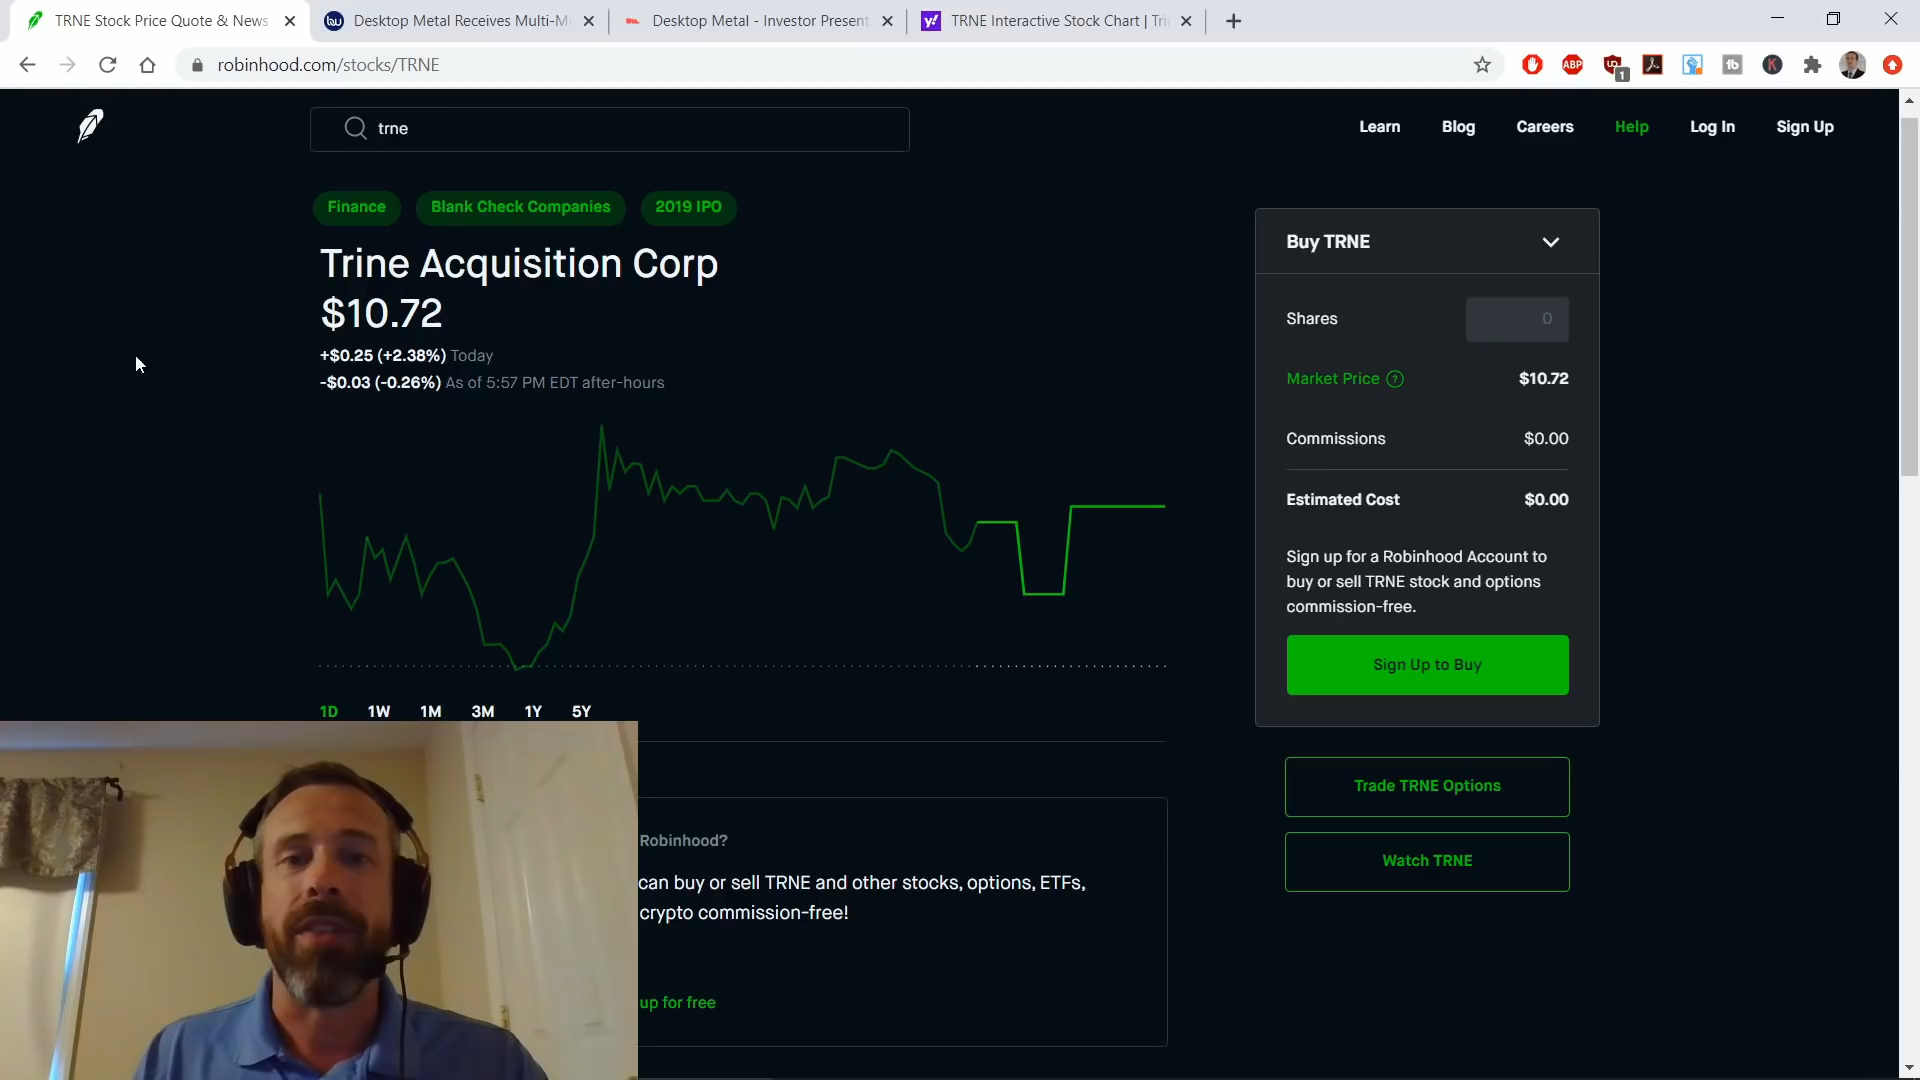 TRNE Stock Price Quote & News
Desktop Metal Receives Multi-M
Desktop Metal - Investor Present
TRNE Interactive Stock Chart | Tri
robinhood.com/stocks/TRNE
ABP
1
tb
K
trne
Learn
Blog
Careers
Help
Log In
Sign Up
Finance
Blank Check Companies
2019 IPO
Trine Acquisition Corp
$10.72
+$0.25 (+2.38%) Today
-$0.03 (-0.26%) As of 5:57 PM EDT after-hours
1D 1W 1M 3M 1Y 5Y
Robinhood?
can buy or sell TRNE and other stocks, options, ETFs,
crypto commission-free!
up for free
Buy TRNE
Shares 0
Market Price ? $10.72
Commissions $0.00
Estimated Cost $0.00
Sign up for a Robinhood Account to
buy or sell TRNE stock and options
commission-free.
Sign Up to Buy
Trade TRNE Options
Watch TRNE